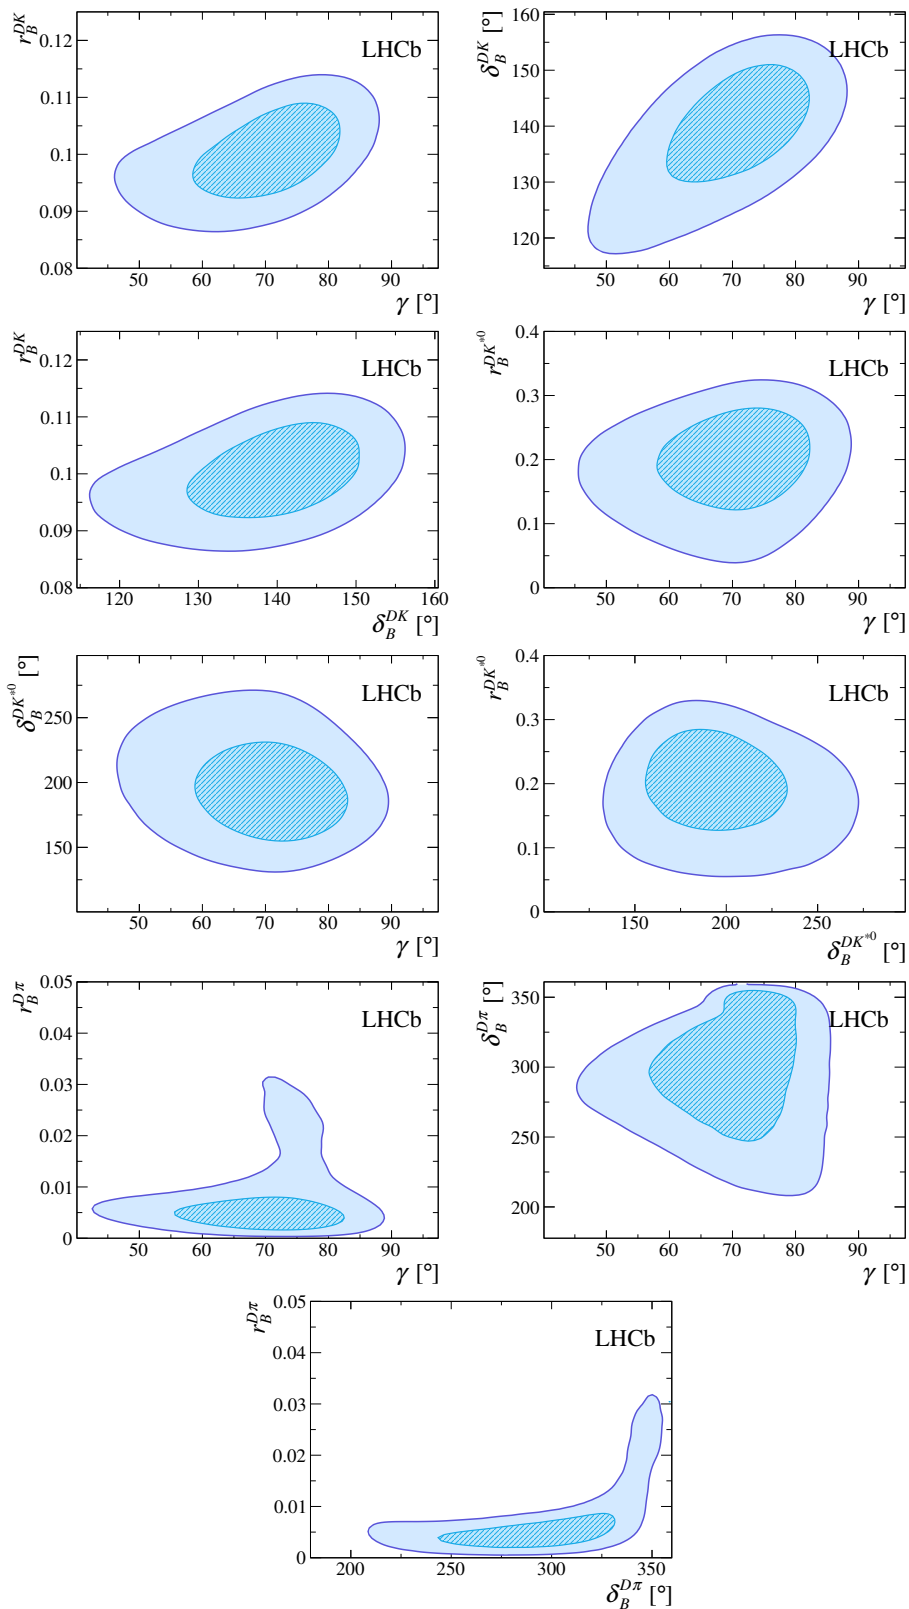 r_B^{DK}
0.12
0.11
0.1
0.09
0.08
LHCb
50 60 70 80 90
γ [°]
δ_B^{DK} [°]
160
150
140
130
120
LHCb
50 60 70 80 90
γ [°]
r_B^{DK}
0.12
0.11
0.1
0.09
0.08
LHCb
120 130 140 150 160
δ_B^{DK} [°]
r_B^{DK*0}
0.4
0.3
0.2
0.1
0
LHCb
50 60 70 80 90
γ [°]
δ_B^{DK*0} [°]
250
200
150
LHCb
50 60 70 80 90
γ [°]
r_B^{DK*0}
0.4
0.3
0.2
0.1
0
LHCb
150 200 250
δ_B^{DK*0} [°]
r_B^{Dπ}
0.05
0.04
0.03
0.02
0.01
0
LHCb
50 60 70 80 90
γ [°]
δ_B^{Dπ} [°]
350
300
250
200
LHCb
50 60 70 80 90
γ [°]
r_B^{Dπ}
0.05
0.04
0.03
0.02
0.01
0
LHCb
200 250 300 350
δ_B^{Dπ} [°]